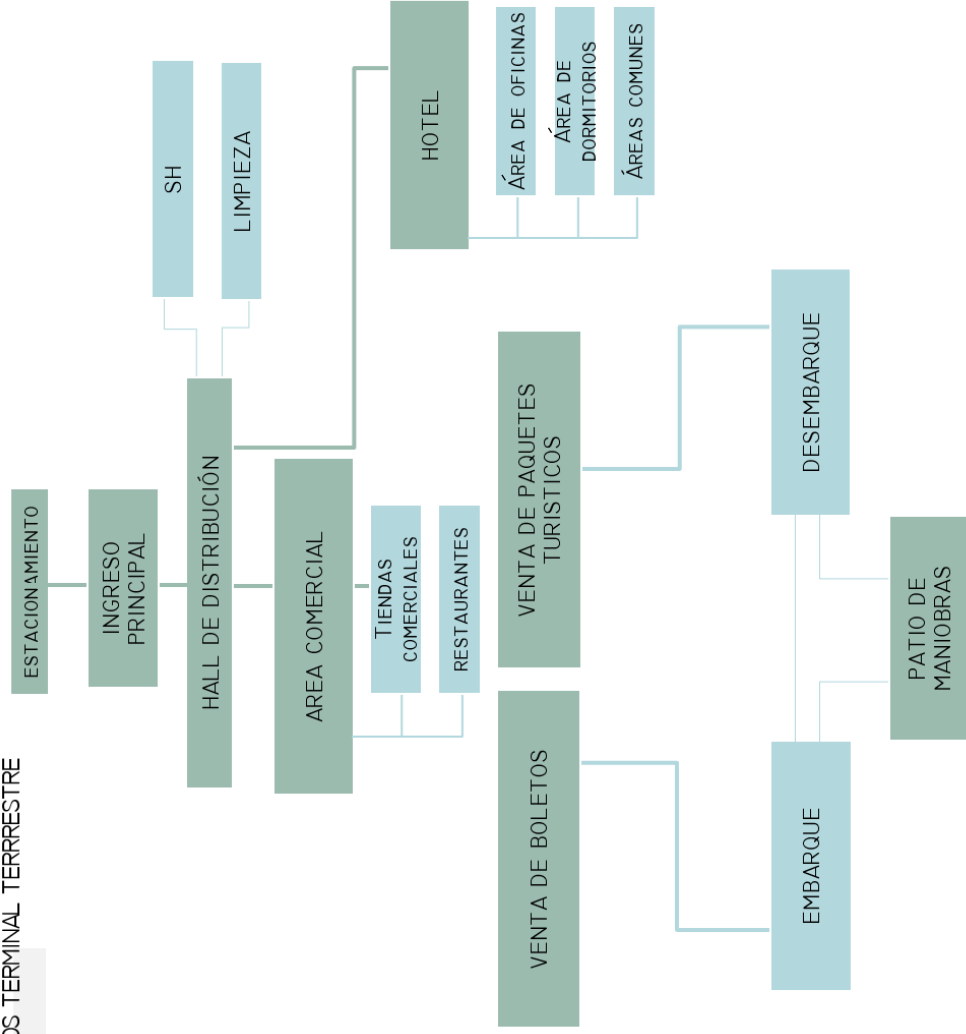 TERMINAL TERRRESTRE
ESTACIONAMIENTO
INGRESO
PRINCIPAL
HALL DE DISTRIBUCIÓN
SH
LIMPIEZA
AREA COMERCIAL
TIENDAS
COMERCIALES
RESTAURANTES
HOTEL
ÁREA DE OFICINAS
ÁREA DE
DORMITORIOS
ÁREAS COMUNES
VENTA DE BOLETOS
VENTA DE PAQUETES
TURISTICOS
EMBARQUE
DESEMBARQUE
PATIO DE
MANIOBRAS